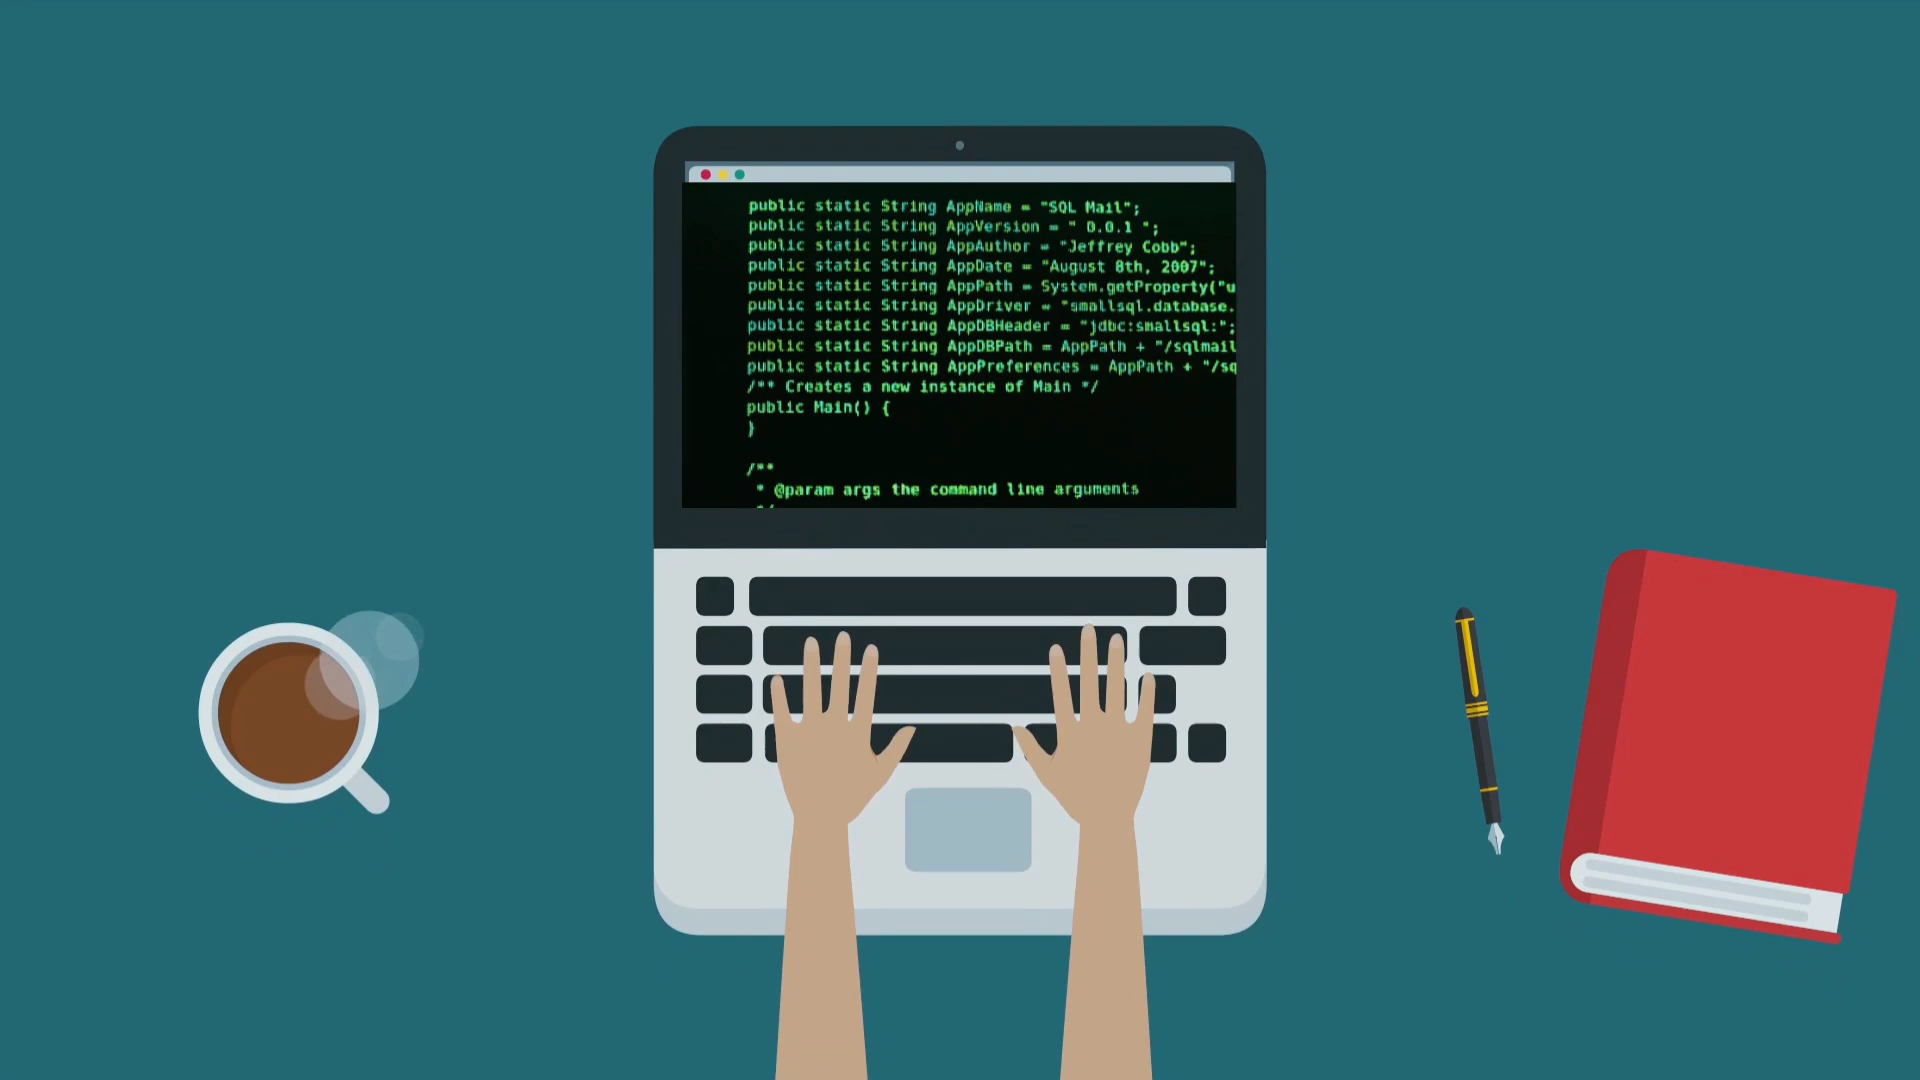 public static String AppName = "SQL Mail";
public static String AppVersion = " 0.0.1 ";
public static String AppAuthor = "Jeffrey Cobb";
public static String AppDate = "August 8th, 2007";
public static String AppPath = System.getProperty("u
public static String AppDriver = "smallsql.database.
public static String AppDBHeader = "jdbc:smallsql:";
public static String AppDBPath = AppPath + "/sqlmail
public static String AppPreferences = AppPath + "/sq
/** Creates a new instance of Main */
public Main() {
}
/**
* @param args the command line arguments